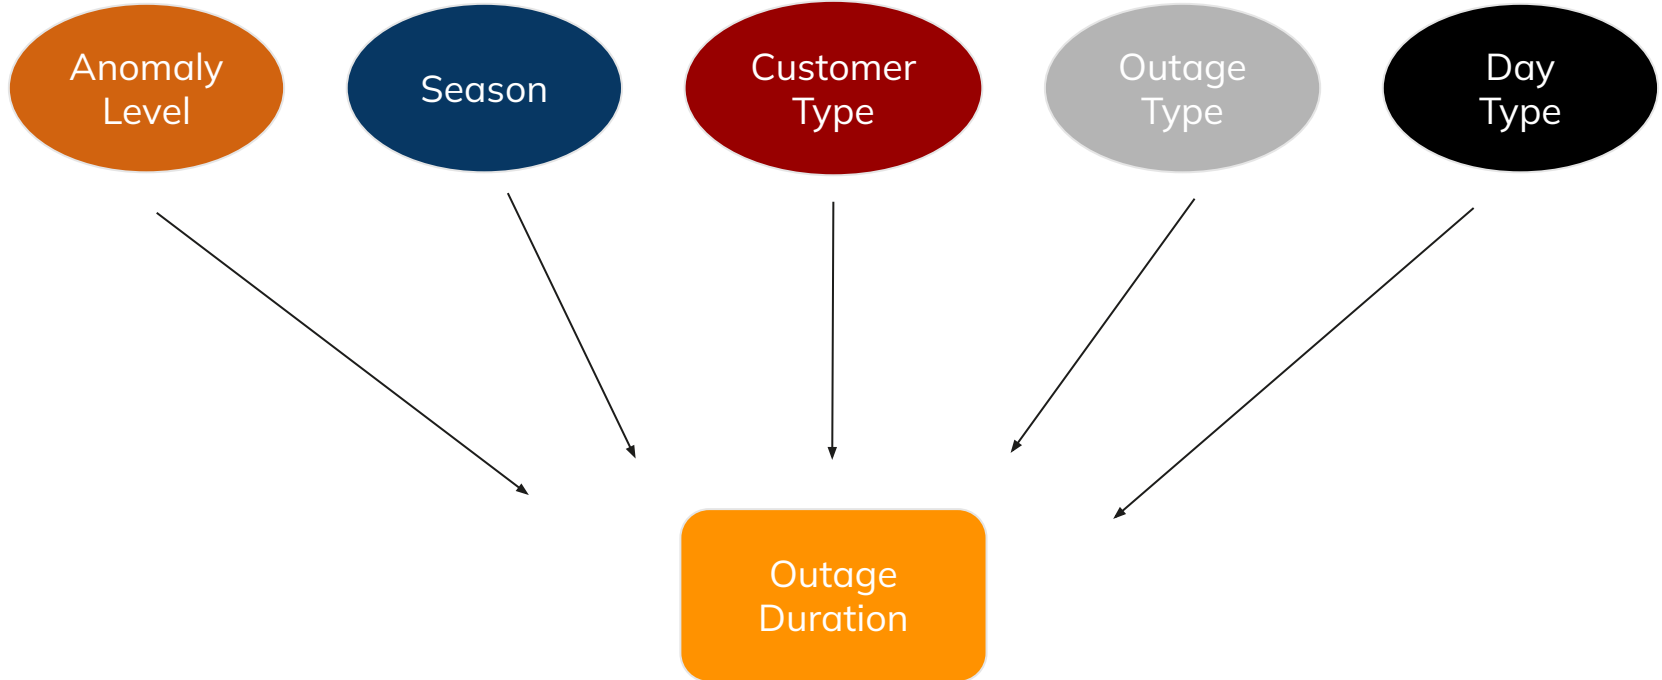 Anomaly
Level
Season
Customer
Type
Outage
Type
Day
Type
Outage
Duration